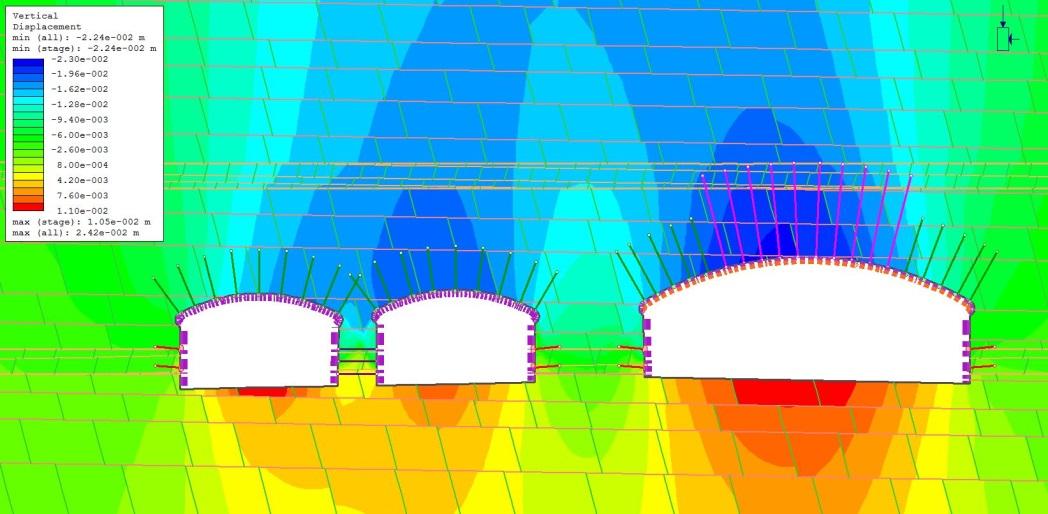 Vertical
Displacement
min (all): -2.24e-002 m
min (stage): -2.24e-002 m
-2.30e-002
-1.96e-002
-1.62e-002
-1.28e-002
-9.40e-003
-6.00e-003
-2.60e-003
8.00e-004
4.20e-003
7.60e-003
1.10e-002
max (stage): 1.05e-002 m
max (all): 2.42e-002 m